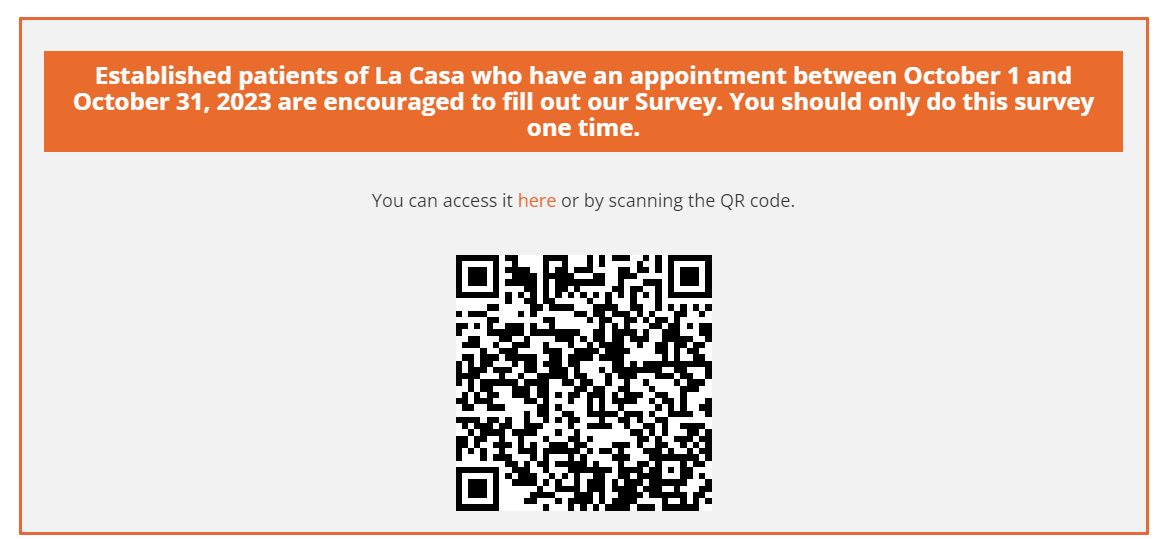 Established patients of La Casa who have an appointment between October 1 and
October 31, 2023 are encouraged to fill out our Survey. You should only do this survey
one time.
You can access it here or by scanning the QR code.